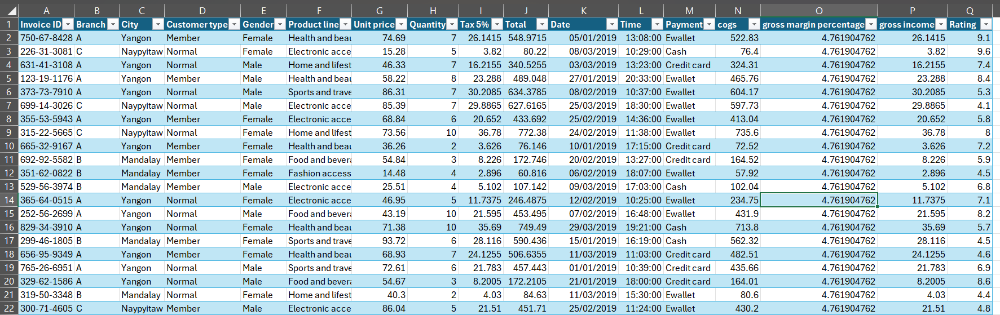 A B C D E F G H I J K L M N O P Q
1 Invoice ID Branch City Customer type Gender Product line Unit price Quantity Tax 5% Total Date Time Payment cogs gross margin percentage gross income Rating
2 750-67-8428 A Yangon Member Female Health and beau 74.69 7 26.1415 548.9715 05/01/2019 13:08:00 Ewallet 522.83 4.761904762 26.1415 9.1
3 226-31-3081 C Naypyitaw Normal Female Electronic acce 15.28 5 3.82 80.22 08/03/2019 10:29:00 Cash 76.4 4.761904762 3.82 9.6
4 631-41-3108 A Yangon Normal Male Home and lifest 46.33 7 16.2155 340.5255 03/03/2019 13:23:00 Credit card 324.31 4.761904762 16.2155 7.4
5 123-19-1176 A Yangon Member Male Health and beau 58.22 8 23.288 489.048 27/01/2019 20:33:00 Ewallet 465.76 4.761904762 23.288 8.4
6 373-73-7910 A Yangon Normal Male Sports and trave 86.31 7 30.2085 634.3785 08/02/2019 10:37:00 Ewallet 604.17 4.761904762 30.2085 5.3
7 699-14-3026 C Naypyitaw Normal Male Electronic acce 85.39 7 29.8865 627.6165 25/03/2019 18:30:00 Ewallet 597.73 4.761904762 29.8865 4.1
8 355-53-5943 A Yangon Member Female Electronic acce 68.84 6 20.652 433.692 25/02/2019 14:36:00 Ewallet 413.04 4.761904762 20.652 5.8
9 315-22-5665 C Naypyitaw Normal Female Home and lifest 73.56 10 36.78 772.38 24/02/2019 11:38:00 Ewallet 735.6 4.761904762 36.78 8
10 665-32-9167 A Yangon Member Female Health and beau 36.26 2 3.626 76.146 10/01/2019 17:15:00 Credit card 72.52 4.761904762 3.626 7.2
11 692-92-5582 B Mandalay Member Female Food and bevera 54.84 3 8.226 172.746 20/02/2019 13:27:00 Credit card 164.52 4.761904762 8.226 5.9
12 351-62-0822 B Mandalay Member Female Fashion access 14.48 4 2.896 60.816 06/02/2019 18:07:00 Ewallet 57.92 4.761904762 2.896 4.5
13 529-56-3974 B Mandalay Member Male Electronic acce 25.51 4 5.102 107.142 09/03/2019 17:03:00 Cash 102.04 4.761904762 5.102 6.8
14 365-64-0515 A Yangon Normal Female Electronic acce 46.95 5 11.7375 246.4875 12/02/2019 10:25:00 Ewallet 234.75 4.761904762 11.7375 7.1
15 252-56-2699 A Yangon Normal Male Food and bevera 43.19 10 21.595 453.495 07/02/2019 16:48:00 Ewallet 431.9 4.761904762 21.595 8.2
16 829-34-3910 A Yangon Normal Female Health and beau 71.38 10 35.69 749.49 29/03/2019 19:21:00 Cash 713.8 4.761904762 35.69 5.7
17 299-46-1805 B Mandalay Member Female Sports and trave 93.72 6 28.116 590.436 15/01/2019 16:19:00 Cash 562.32 4.761904762 28.116 4.5
18 656-95-9349 A Yangon Member Female Health and beau 68.93 7 24.1255 506.6355 11/03/2019 11:03:00 Credit card 482.51 4.761904762 24.1255 4.6
19 765-26-6951 A Yangon Normal Male Sports and trave 72.61 6 21.783 457.443 01/01/2019 10:39:00 Credit card 435.66 4.761904762 21.783 6.9
20 329-62-1586 A Yangon Normal Male Food and bevera 54.67 3 8.2005 172.2105 21/01/2019 18:00:00 Credit card 164.01 4.761904762 8.2005 8.6
21 319-50-3348 B Mandalay Normal Female Home and lifest 40.3 2 4.03 84.63 11/03/2019 15:30:00 Ewallet 80.6 4.761904762 4.03 4.4
22 300-71-4605 C Naypyitaw Member Male Electronic acce 86.04 5 21.51 451.71 25/02/2019 11:24:00 Ewallet 430.2 4.761904762 21.51 4.8